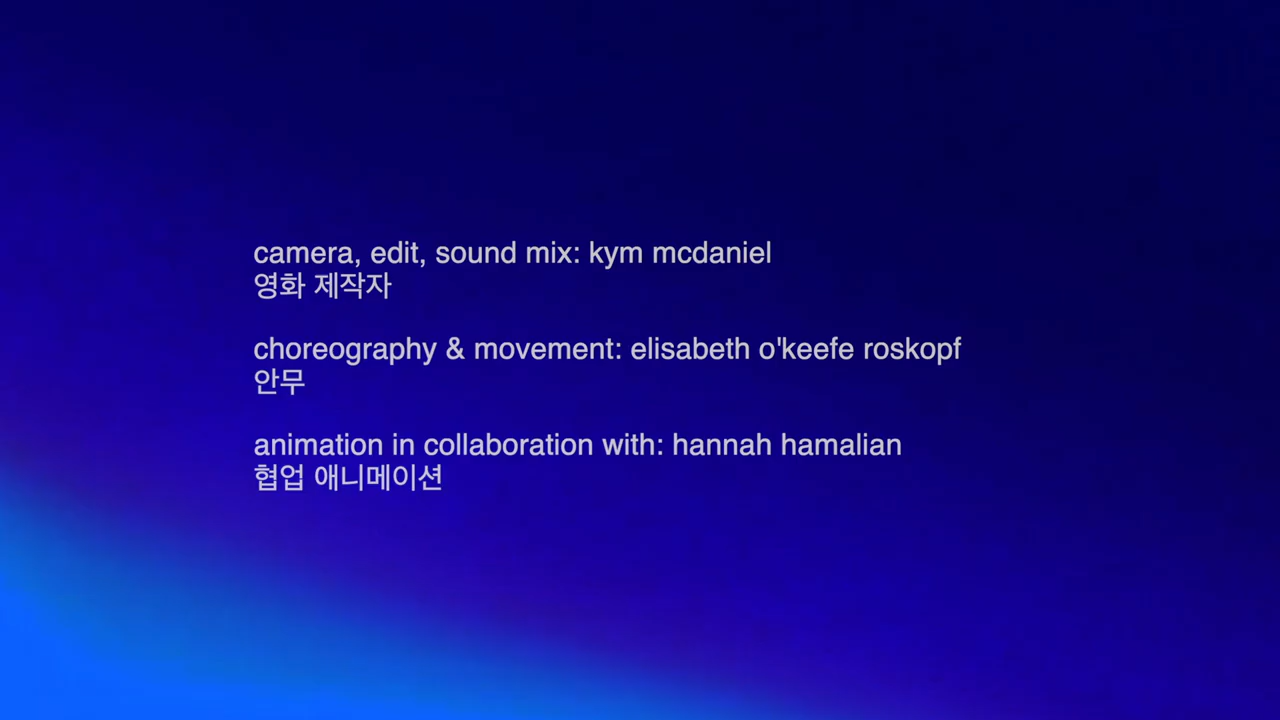 camera, edit, sound mix: kym mcdaniel
영화 제작자
choreography & movement: elisabeth o'keefe roskopf
안무
animation in collaboration with: hannah hamalian
협업 애니메이션